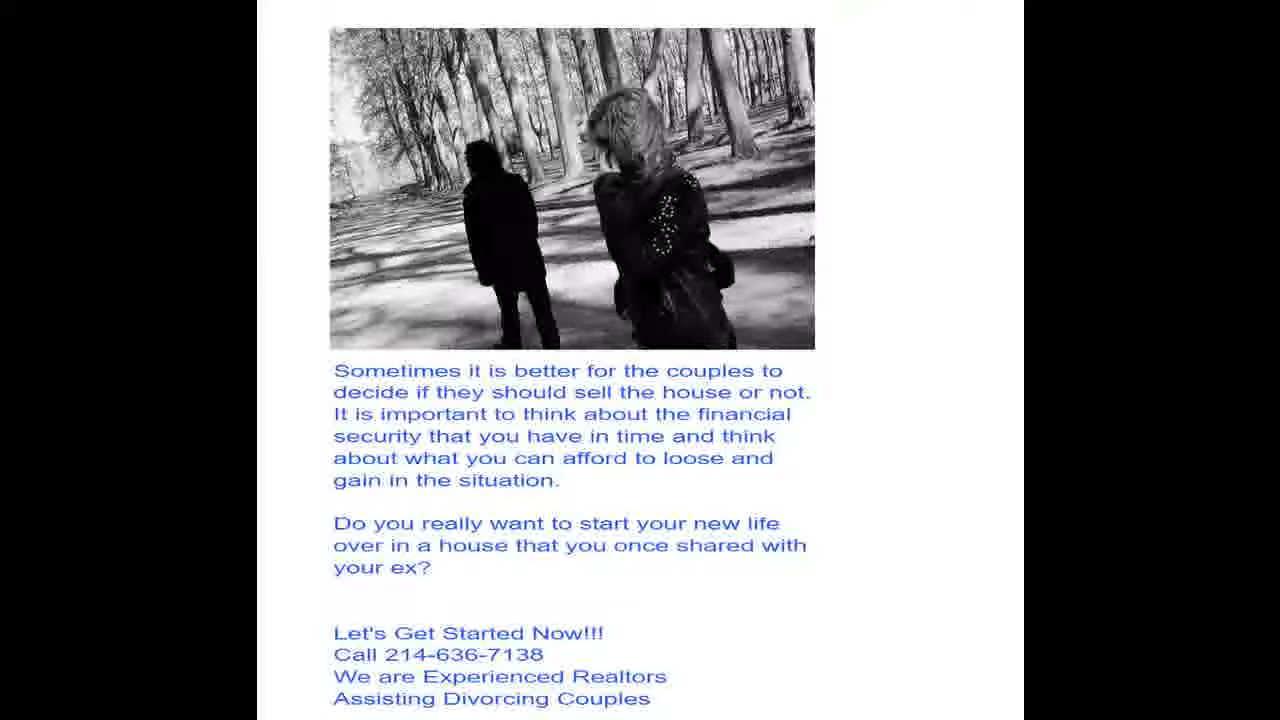 Sometimes it is better for the couples to
decide if they should sell the house or not.
It is important to think about the financial
security that you have in time and think
about what you can afford to loose and
gain in the situation.
Do you really want to start your new life
over in a house that you once shared with
your ex?
Let's Get Started Now!!!
Call 214-636-7138
We are Experienced Realtors
Assisting Divorcing Couples